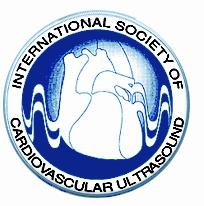 INTERNATIONAL SOCIETY OF
CARDIOVASCULAR ULTRASOUND